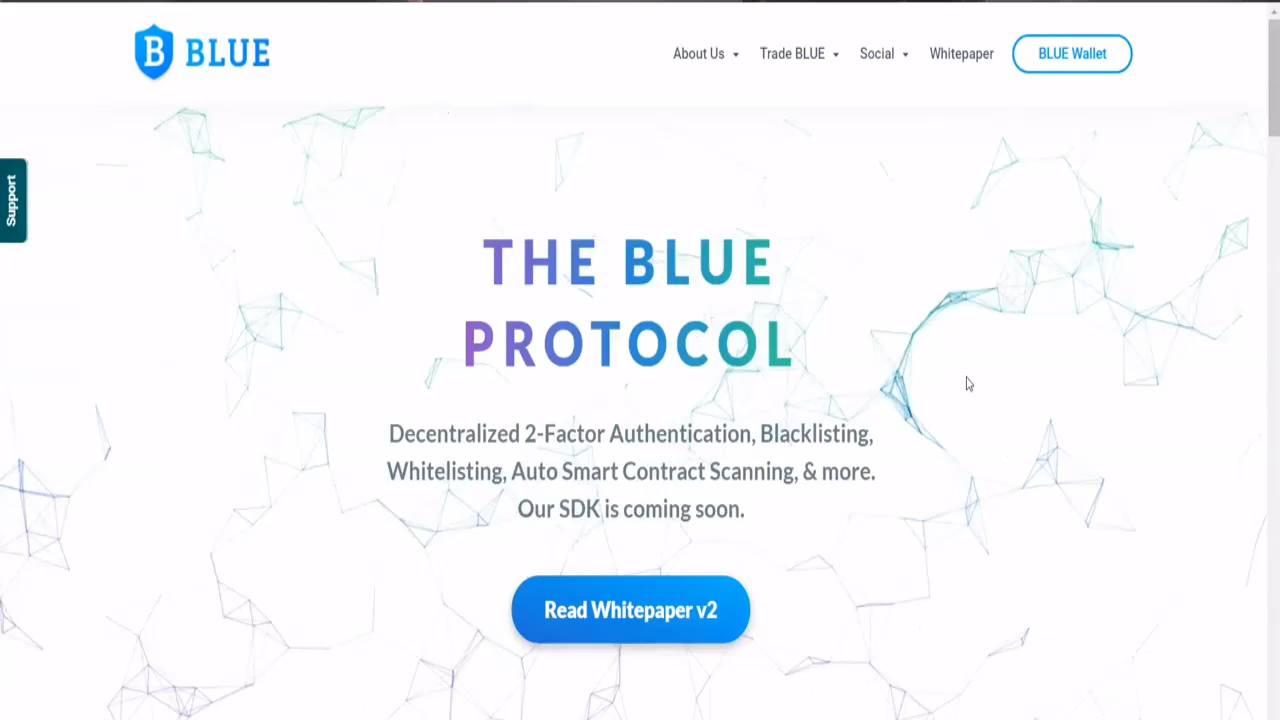 B BLUE
About Us
Trade BLUE
Social
Whitepaper
BLUE Wallet
Support
THE BLUE
PROTOCOL
Decentralized 2-Factor Authentication, Blacklisting,
Whitelisting, Auto Smart Contract Scanning, & more.
Our SDK is coming soon.
Read Whitepaper v2